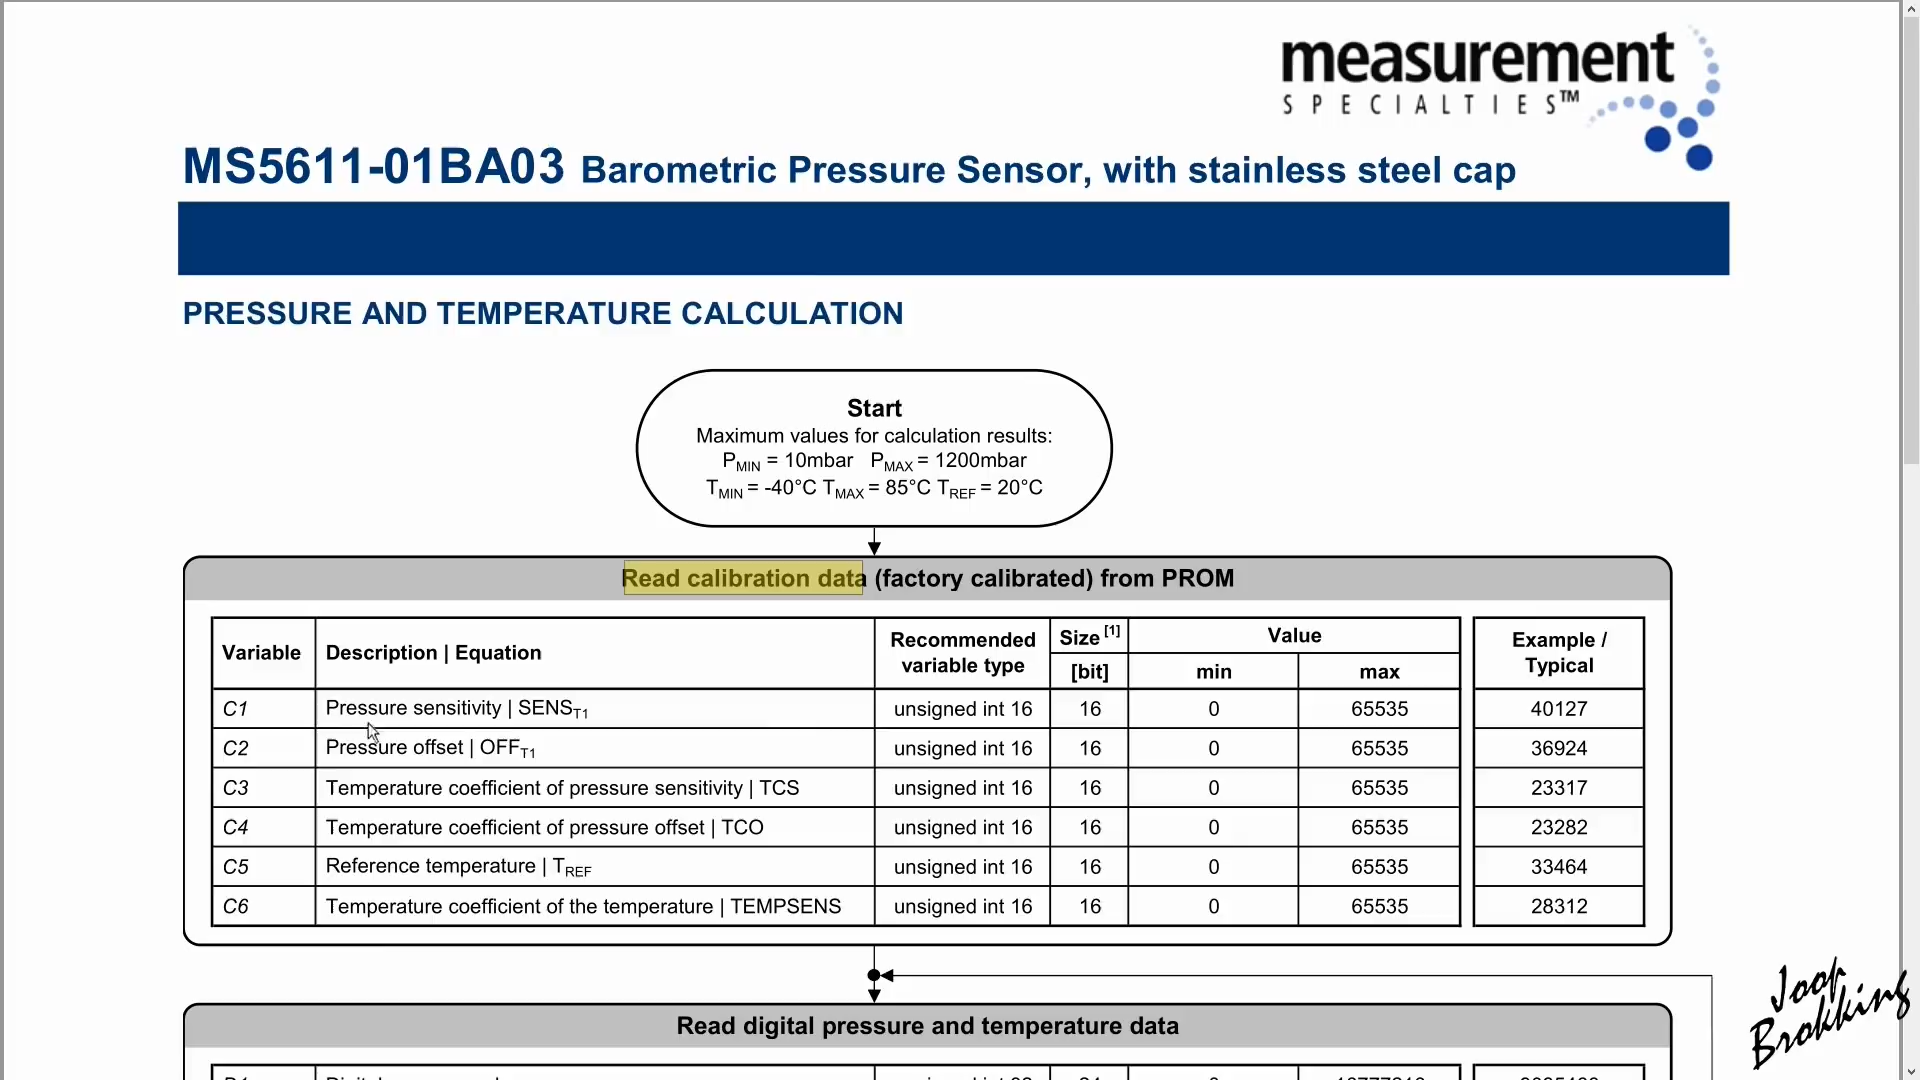 measurement
SPECIALTIES™
MS5611-01BA03 Barometric Pressure Sensor, with stainless steel cap
PRESSURE AND TEMPERATURE CALCULATION
Start
Maximum values for calculation results:
PMIN = 10mbar PMAX = 1200mbar
TMIN = -40°C TMAX = 85°C TREF = 20°C
Read calibration data (factory calibrated) from PROM
Variable Description | Equation Recommended variable type Size [1] [bit] Value min max Example / Typical
C1 Pressure sensitivity | SENST1 unsigned int 16 16 0 65535 40127
C2 Pressure offset | OFFT1 unsigned int 16 16 0 65535 36924
C3 Temperature coefficient of pressure sensitivity | TCS unsigned int 16 16 0 65535 23317
C4 Temperature coefficient of pressure offset | TCO unsigned int 16 16 0 65535 23282
C5 Reference temperature | TREF unsigned int 16 16 0 65535 33464
C6 Temperature coefficient of the temperature | TEMPSENS unsigned int 16 16 0 65535 28312
Read digital pressure and temperature data
Joop
Brokking